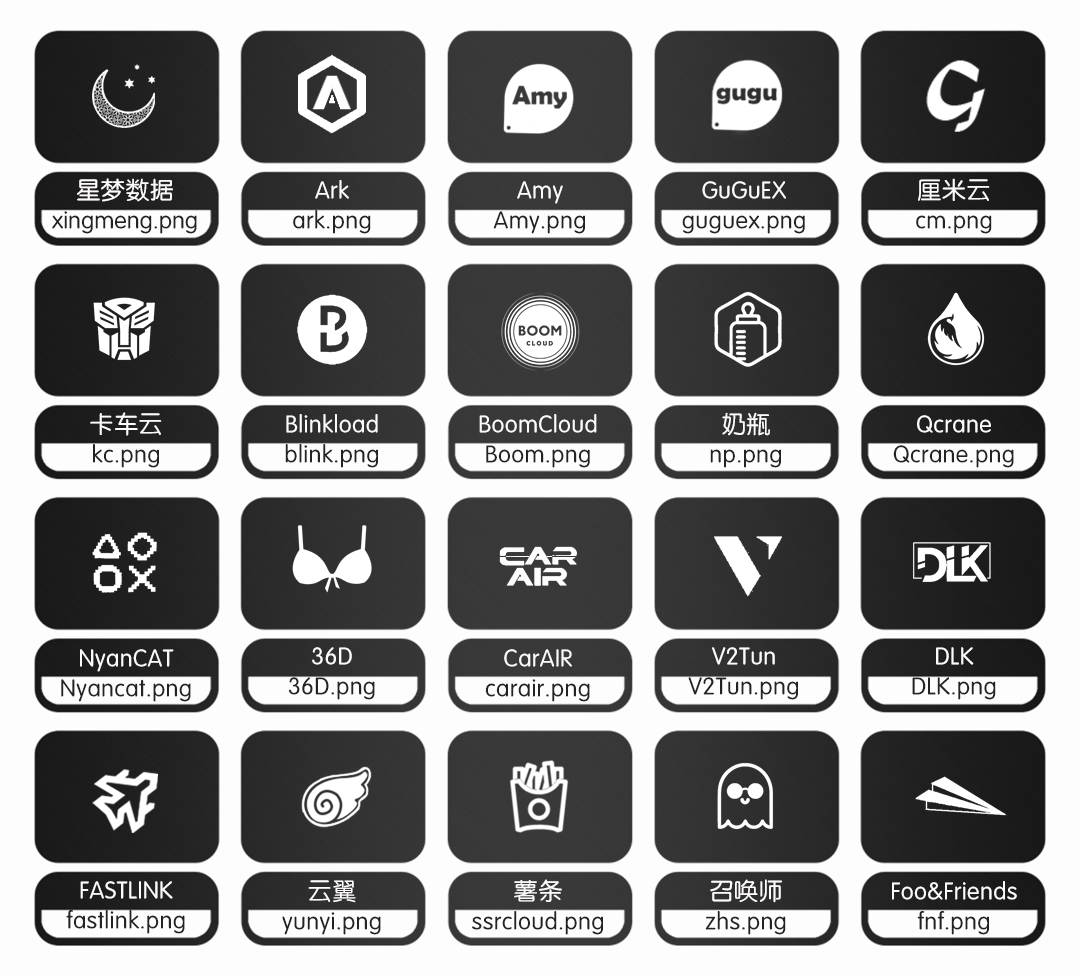 Amy
gugu
星梦数据
Ark
Amy
GuGuEX
厘米云
xingmeng.png
ark.png
Amy.png
guguex.png
cm.png
BOOM
CLOUD
卡车云
Blinkload
BoomCloud
奶瓶
Qcrane
kc.png
blink.png
Boom.png
np.png
Qcrane.png
CAR
AIR
DLK
NyanCAT
36D
CarAIR
V2Tun
DLK
Nyancat.png
36D.png
carair.png
V2Tun.png
DLK.png
FASTLINK
云翼
薯条
召唤师
Foo&Friends
fastlink.png
yunyi.png
ssrcloud.png
zhs.png
fnf.png